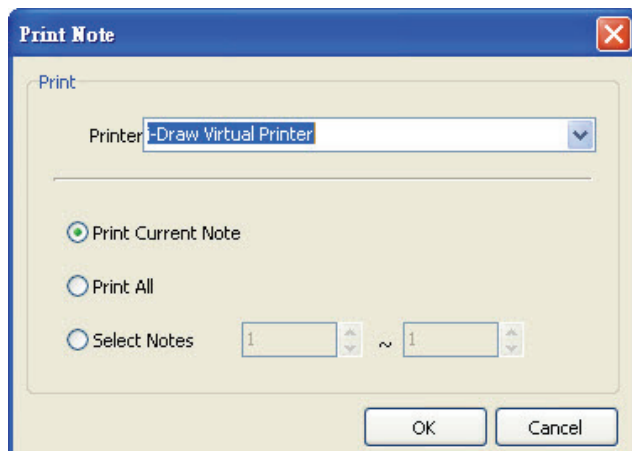 Print Note
Print
Printer i-Draw Virtual Printer
Print Current Note
Print All
Select Notes 1 ~ 1
OK Cancel